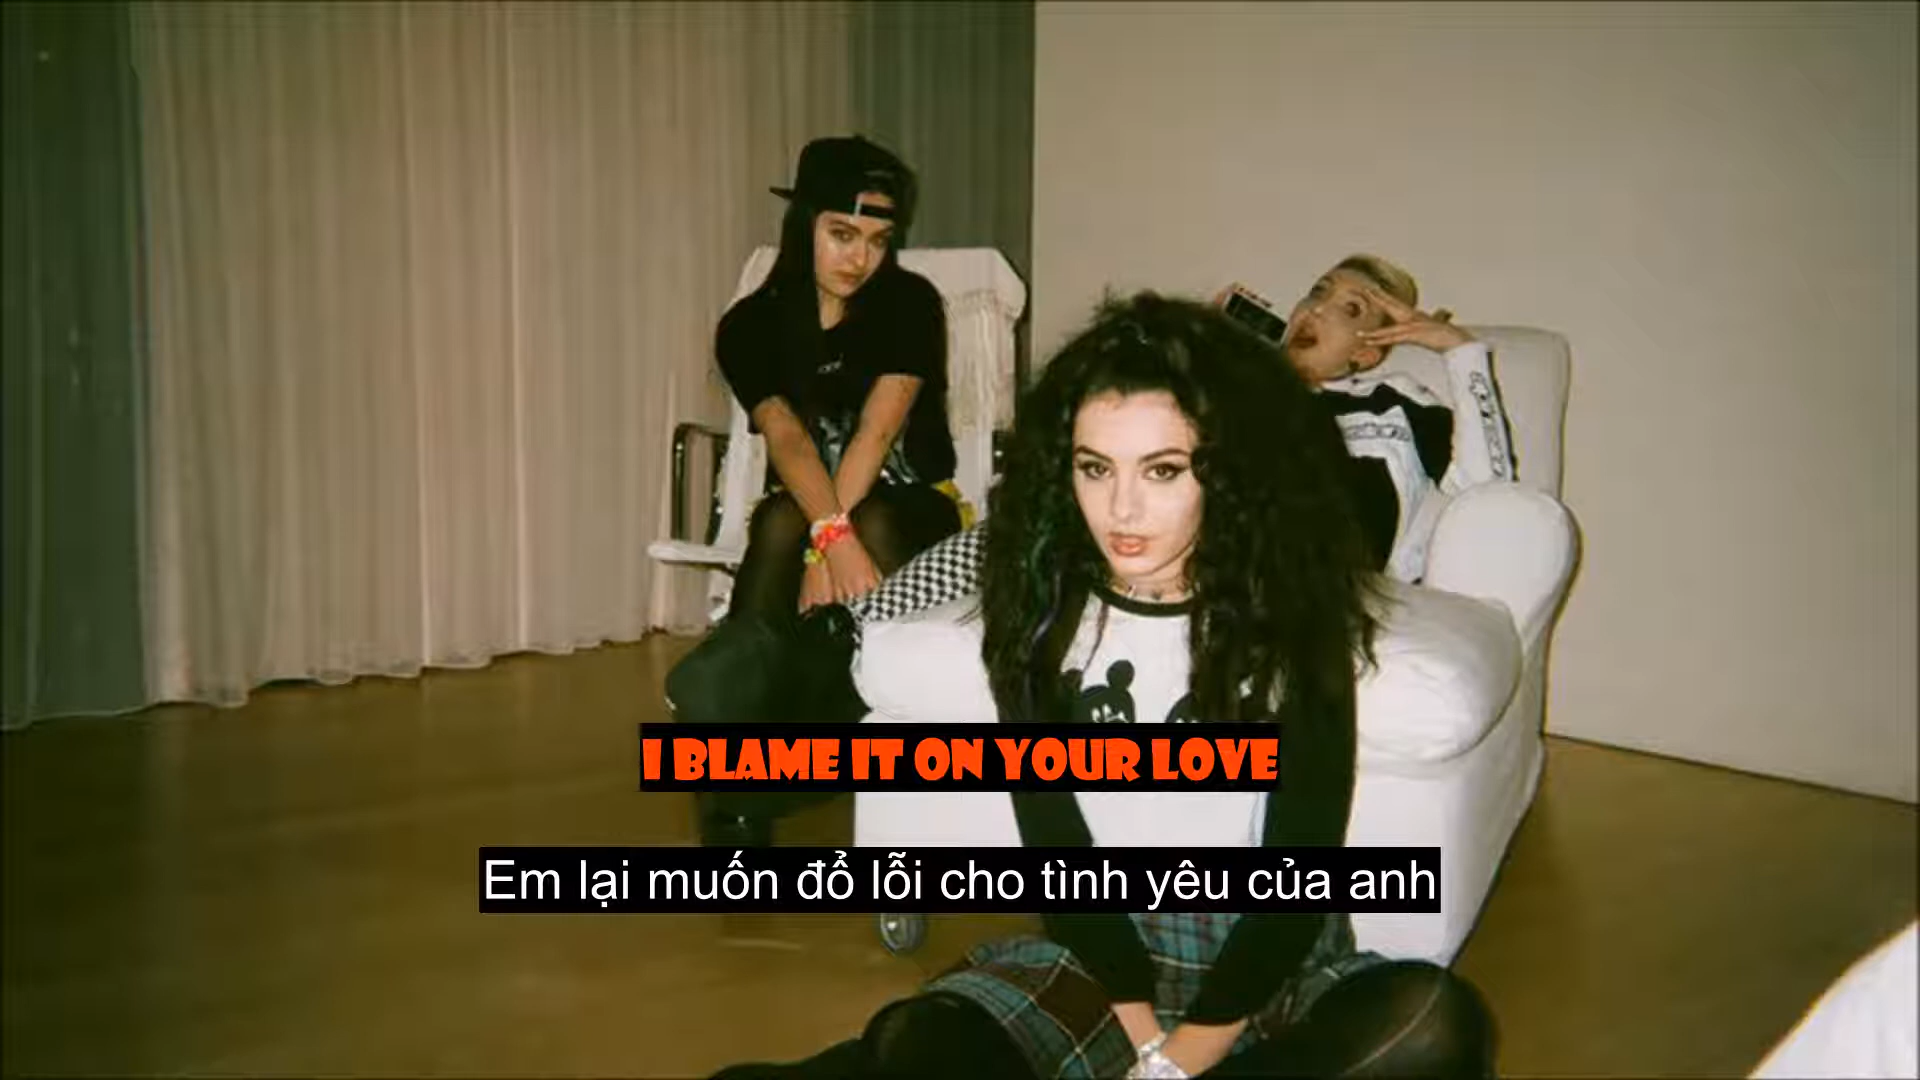 I BLAME IT ON YOUR LOVE
Em lại muốn đổ lỗi cho tình yêu của anh